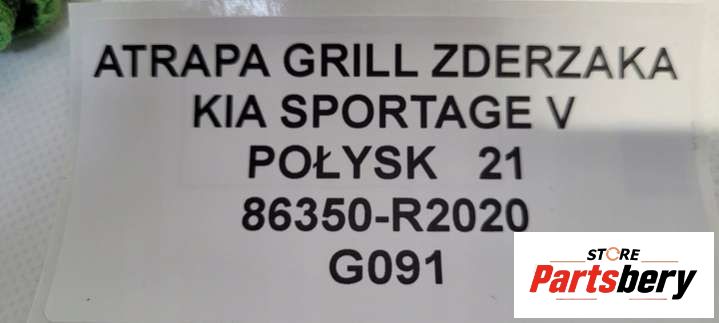 ATRAPA GRILL ZDERZAKA
KIA SPORTAGE V
POŁYSK 21
86350-R2020
G091
STORE
Partsbery